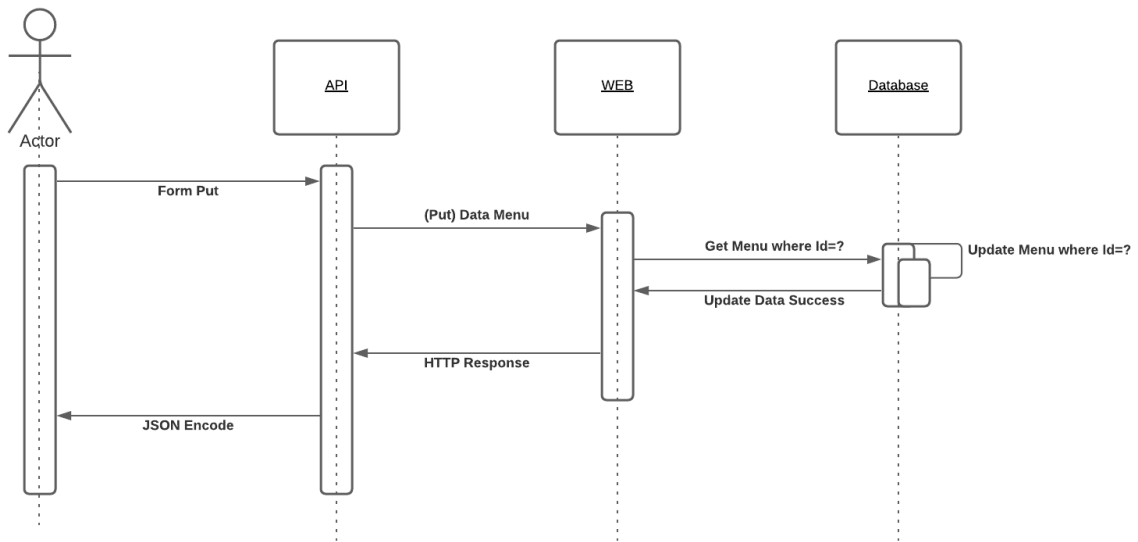 Actor
API
WEB
Database
Form Put
(Put) Data Menu
Get Menu where Id=?
Update Menu where Id=?
Update Data Success
HTTP Response
JSON Encode